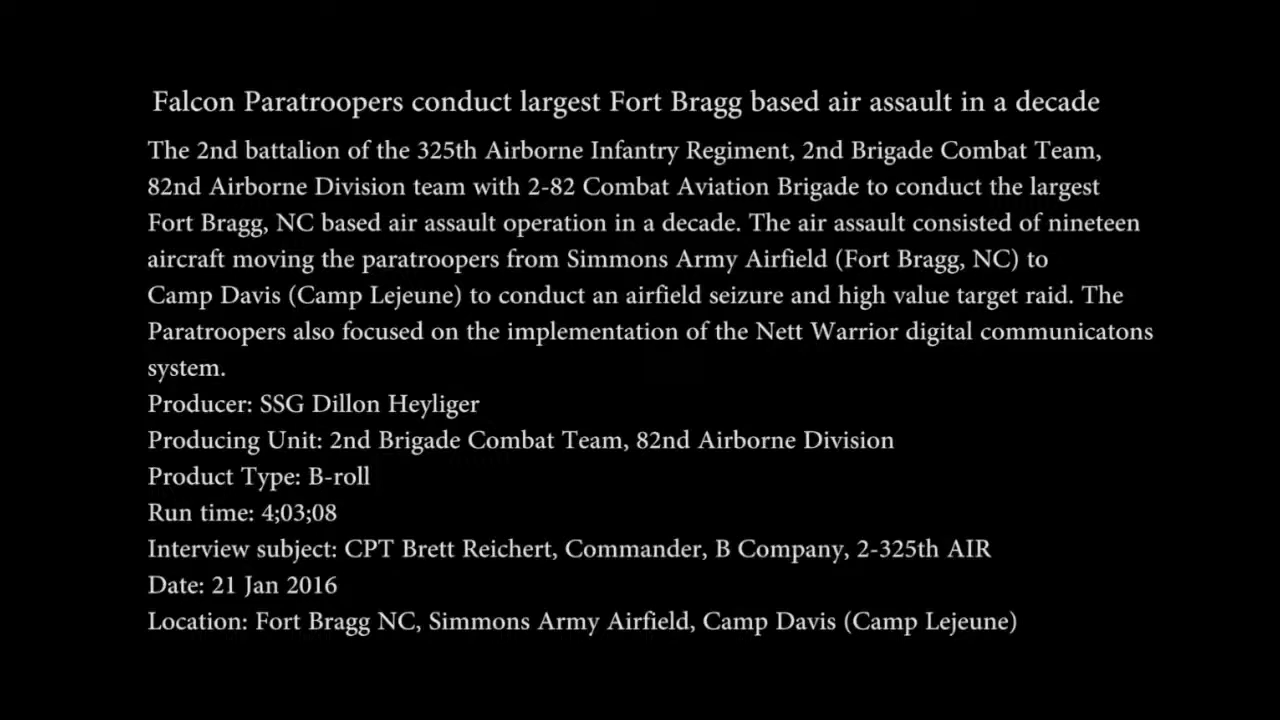 Falcon Paratroopers conduct largest Fort Bragg based air assault in a decade
The 2nd battalion of the 325th Airborne Infantry Regiment, 2nd Brigade Combat Team,
82nd Airborne Division team with 2-82 Combat Aviation Brigade to conduct the largest
Fort Bragg, NC based air assault operation in a decade. The air assault consisted of nineteen
aircraft moving the paratroopers from Simmons Army Airfield (Fort Bragg, NC) to
Camp Davis (Camp Lejeune) to conduct an airfield seizure and high value target raid. The
Paratroopers also focused on the implementation of the Nett Warrior digital communicatons
system.
Producer: SSG Dillon Heyliger
Producing Unit: 2nd Brigade Combat Team, 82nd Airborne Division
Product Type: B-roll
Run time: 4;03;08
Interview subject: CPT Brett Reichert, Commander, B Company, 2-325th AIR
Date: 21 Jan 2016
Location: Fort Bragg NC, Simmons Army Airfield, Camp Davis (Camp Lejeune)